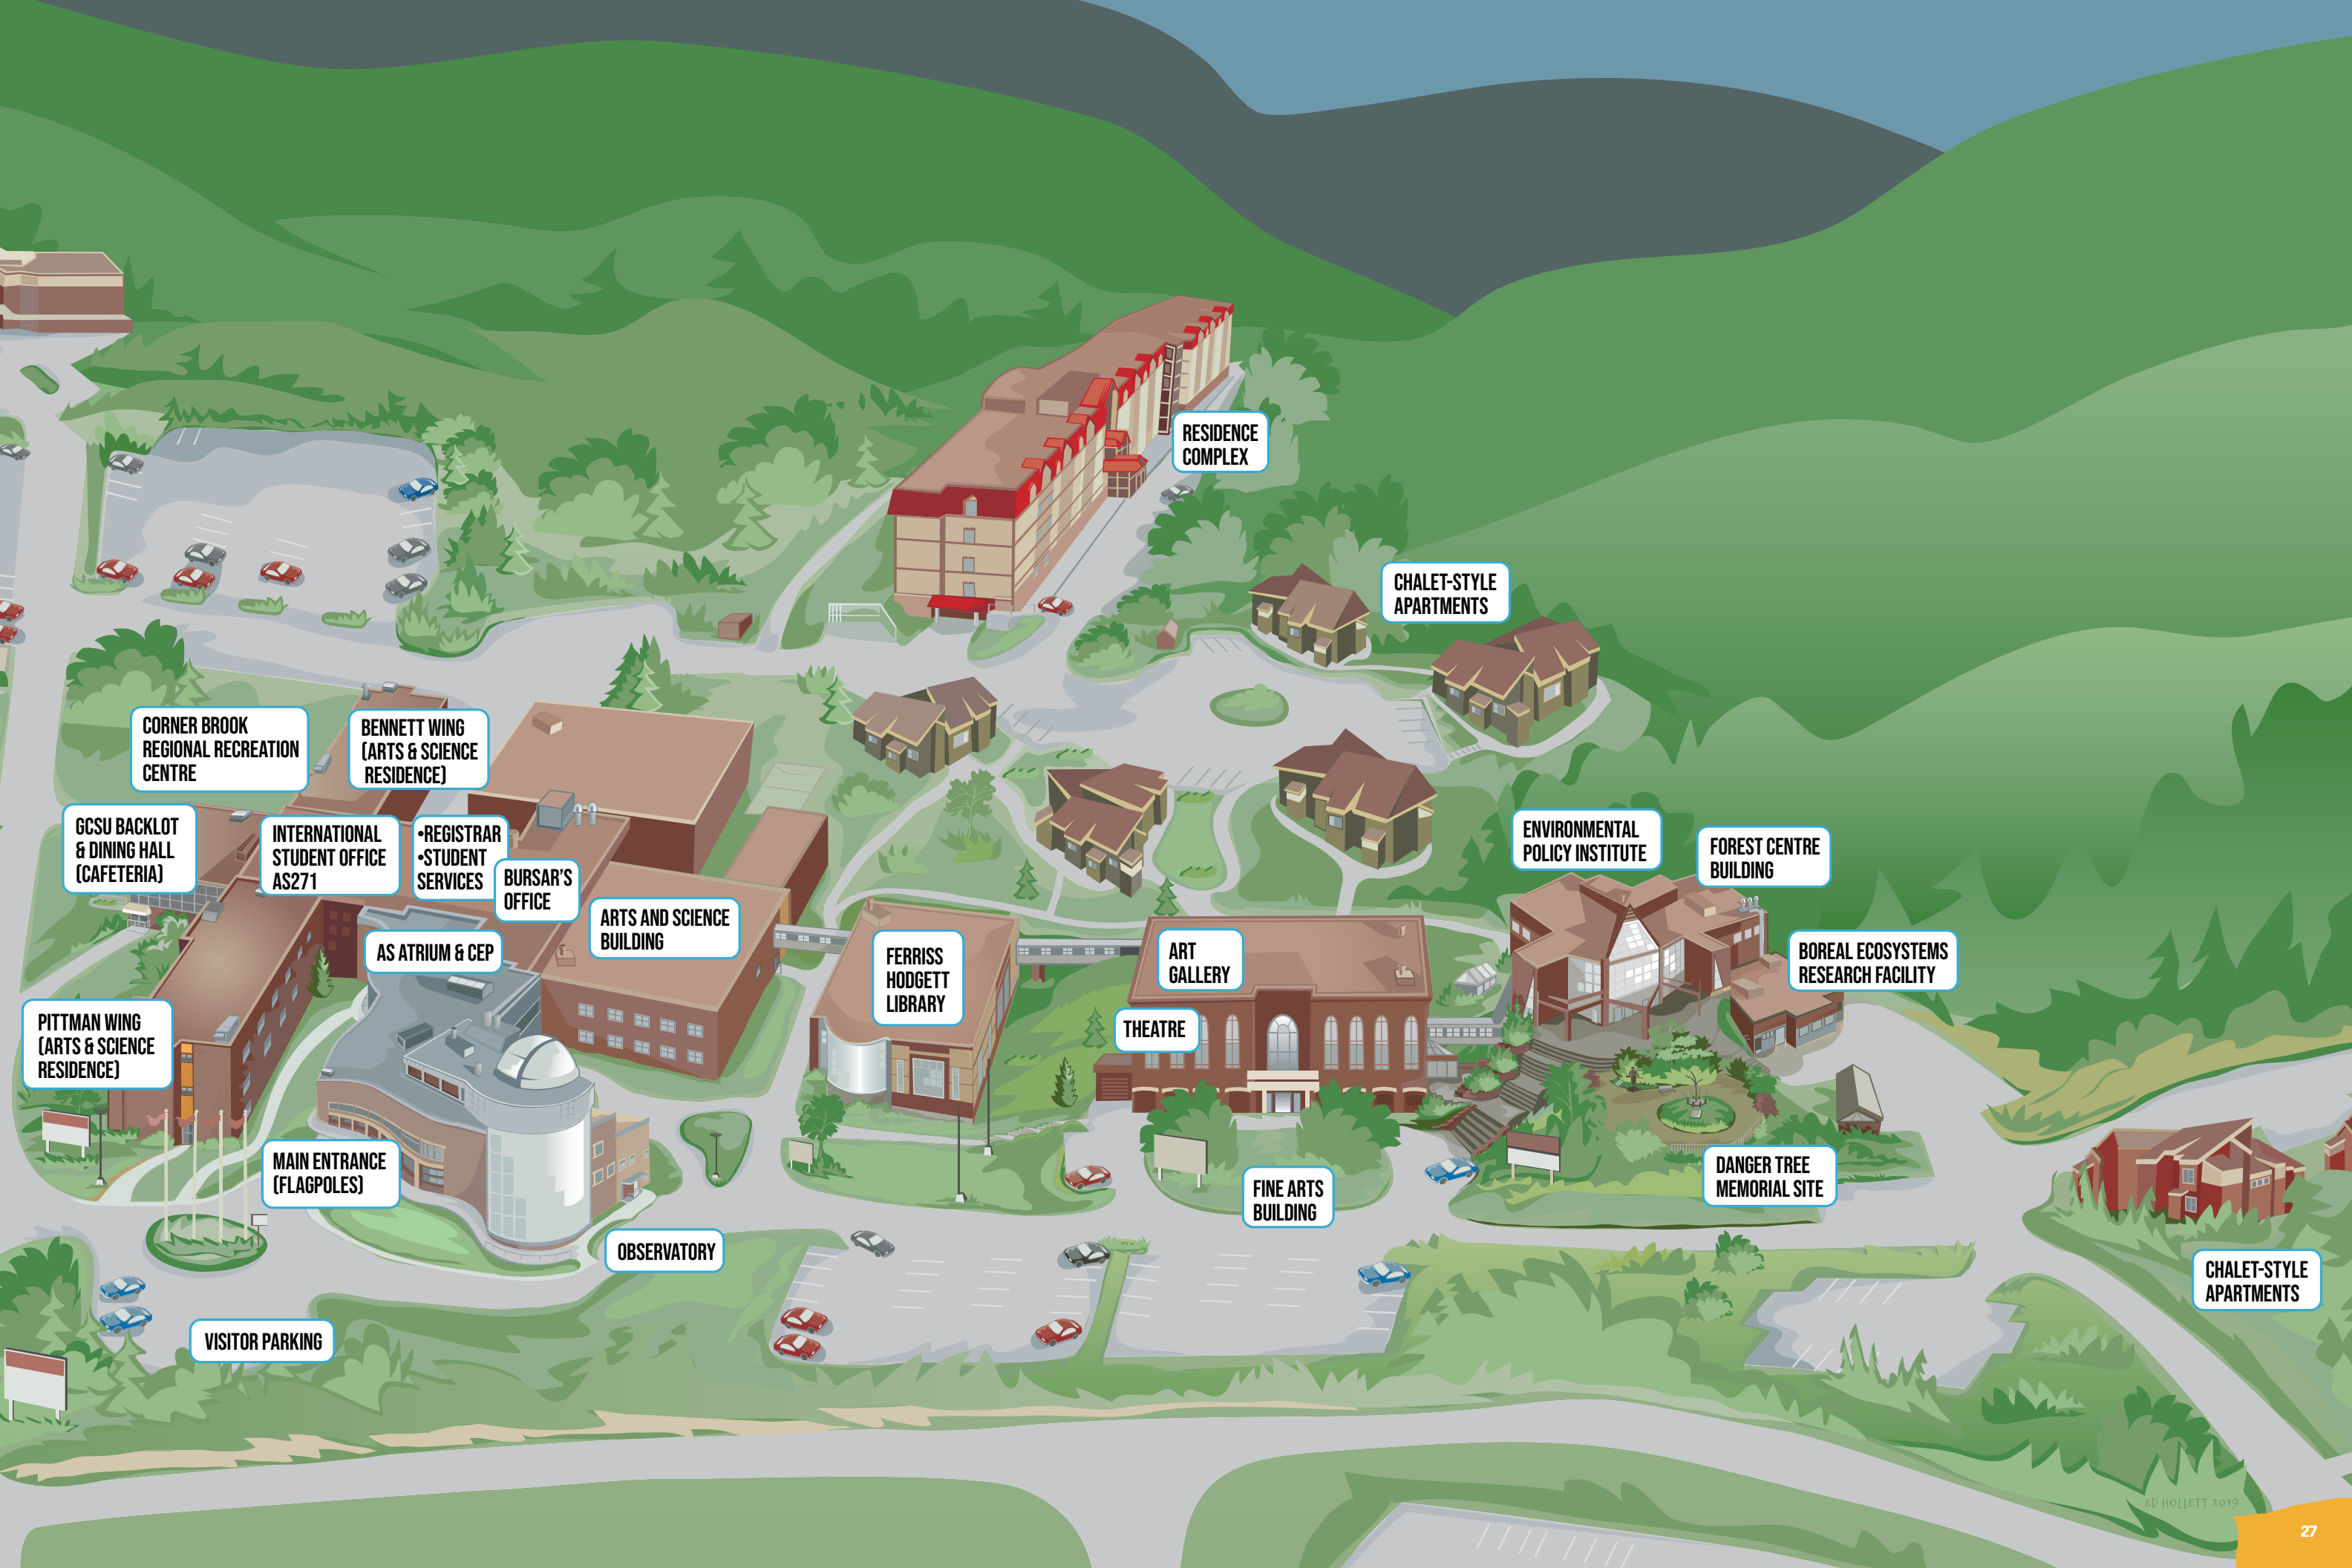 RESIDENCE
COMPLEX
CHALET-STYLE
APARTMENTS
CORNER BROOK
REGIONAL RECREATION
CENTRE
BENNETT WING
(ARTS & SCIENCE
RESIDENCE)
GCSU BACKLOT
& DINING HALL
(CAFETERIA)
INTERNATIONAL
STUDENT OFFICE
AS271
•REGISTRAR
•STUDENT
SERVICES
BURSAR'S
OFFICE
ARTS AND SCIENCE
BUILDING
AS ATRIUM & CEP
FERRISS
HODGETT
LIBRARY
ART
GALLERY
THEATRE
ENVIRONMENTAL
POLICY INSTITUTE
FOREST CENTRE
BUILDING
BOREAL ECOSYSTEMS
RESEARCH FACILITY
PITTMAN WING
(ARTS & SCIENCE
RESIDENCE)
MAIN ENTRANCE
(FLAGPOLES)
OBSERVATORY
FINE ARTS
BUILDING
DANGER TREE
MEMORIAL SITE
CHALET-STYLE
APARTMENTS
VISITOR PARKING
ED HOLLETT 2019
27